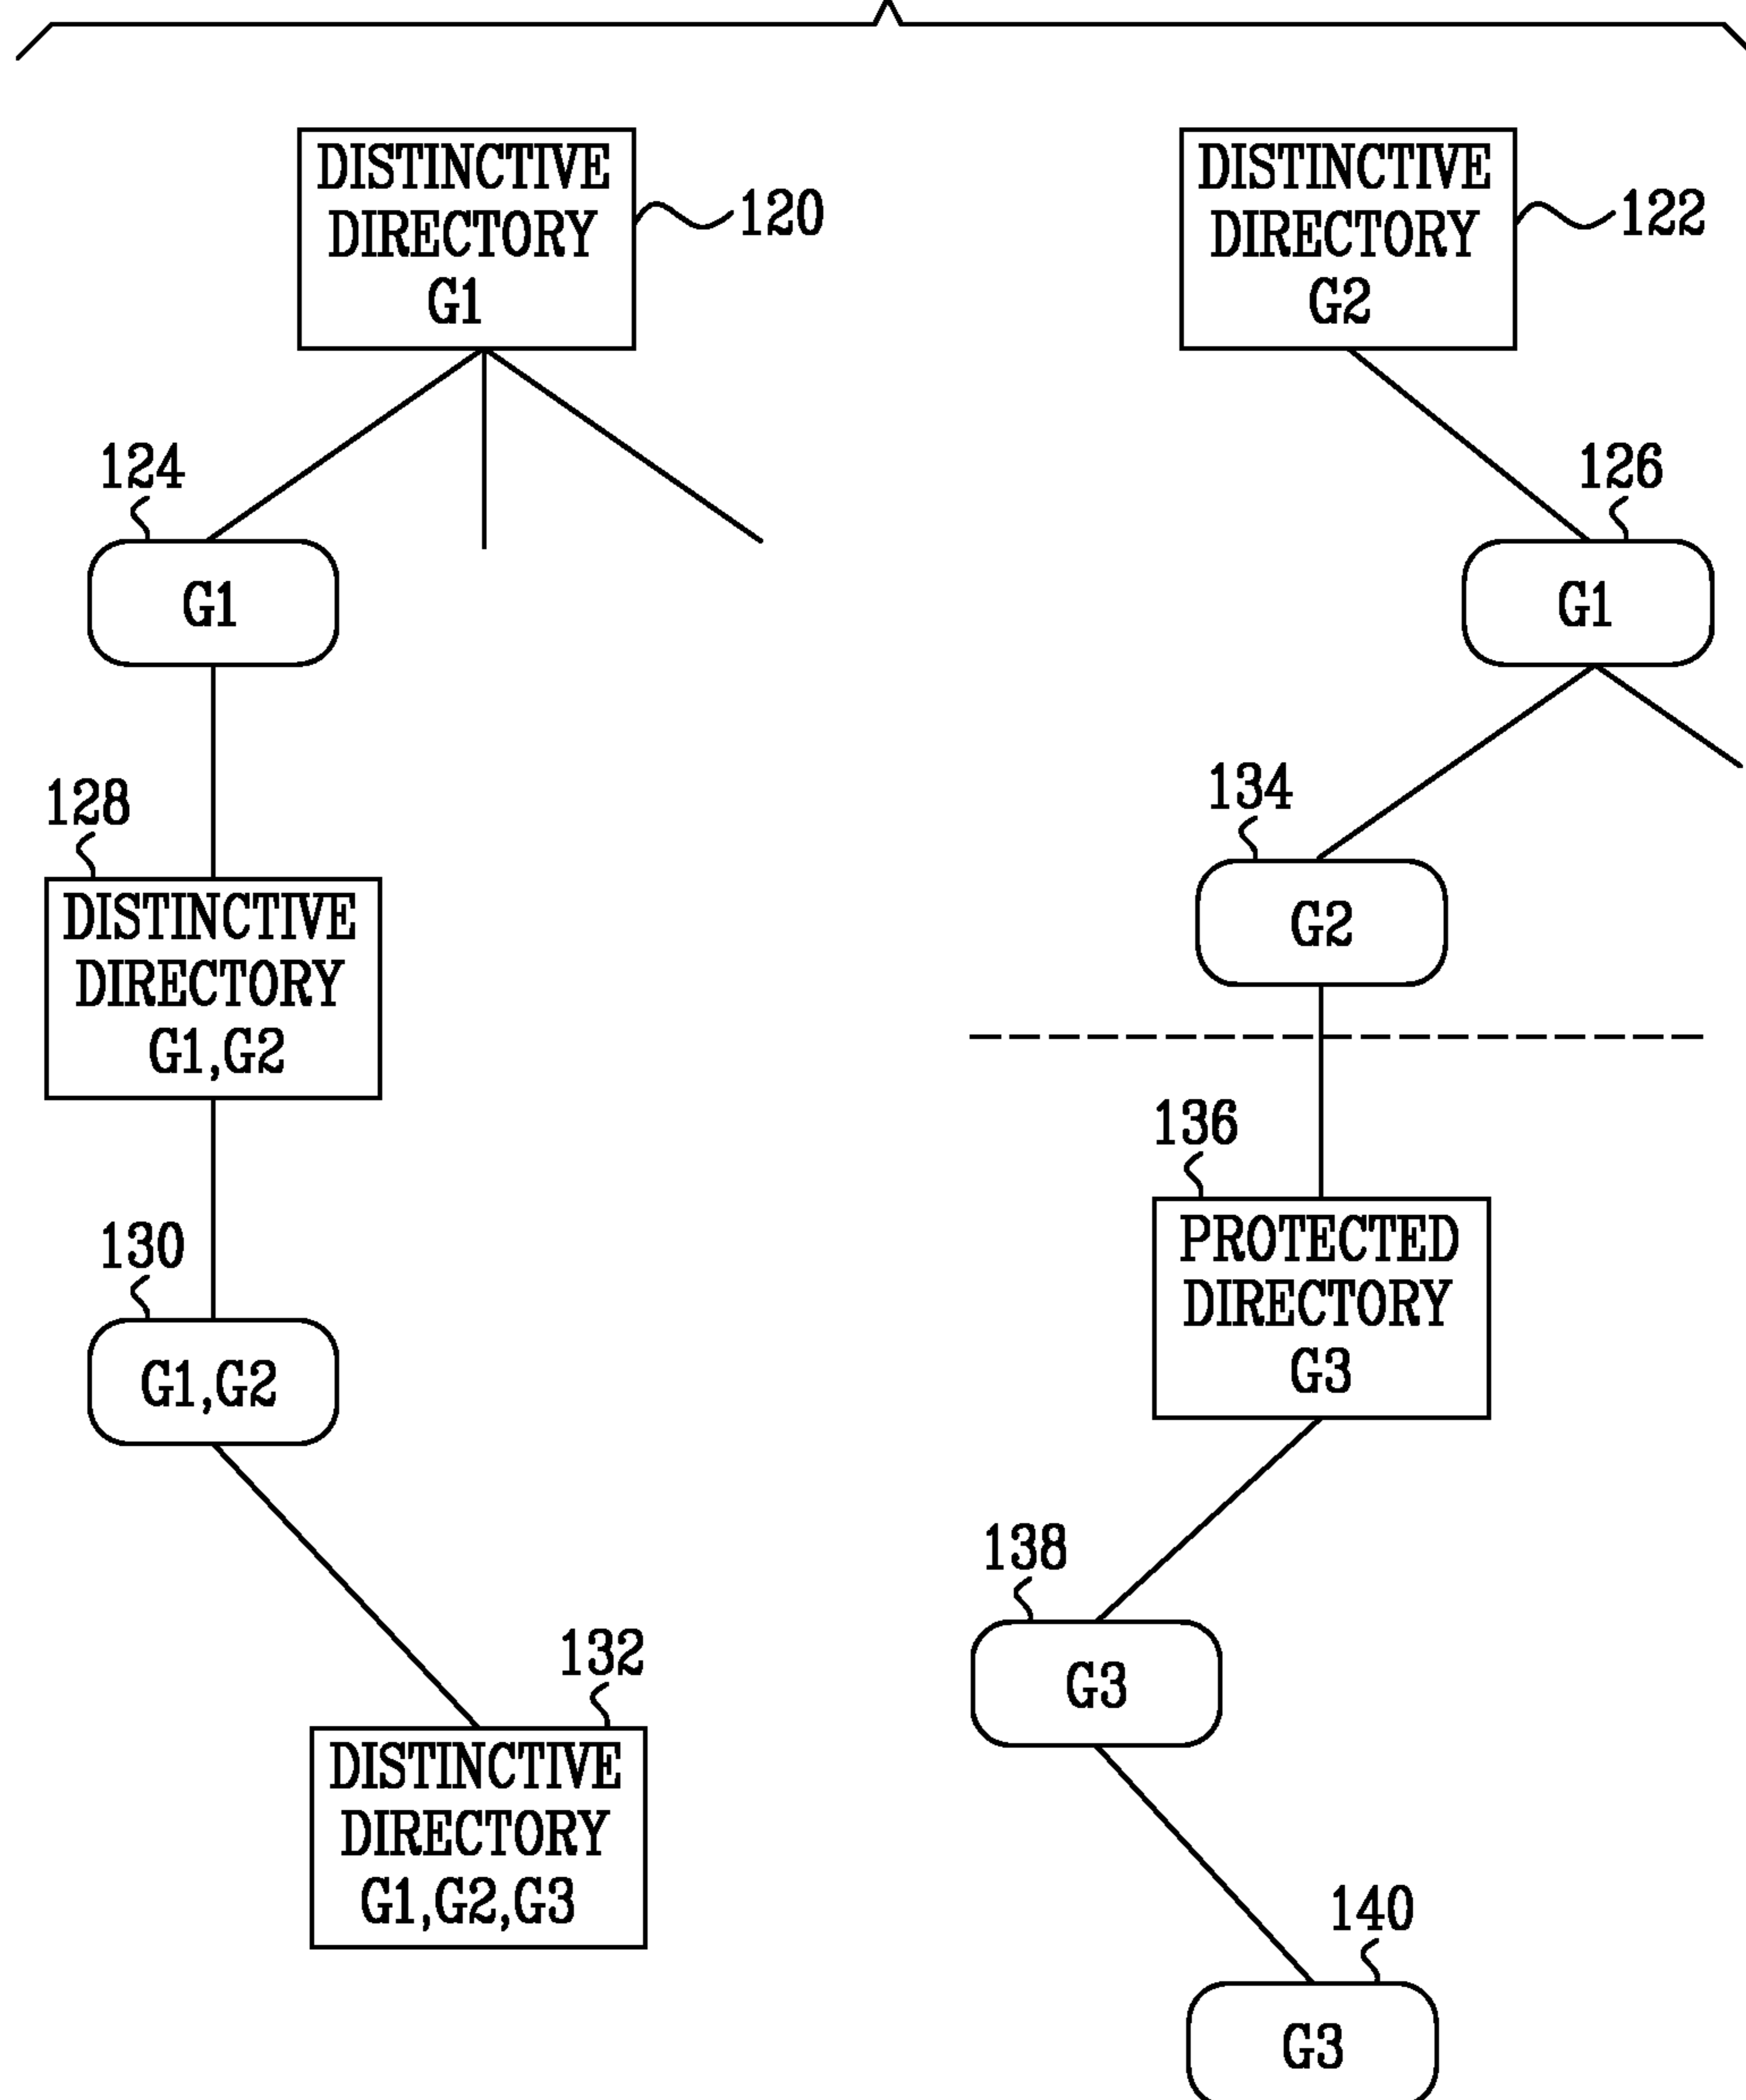 DISTINCTIVE
DIRECTORY
G1
120
DISTINCTIVE
DIRECTORY
G2
122
124
G1
126
G1
128
DISTINCTIVE
DIRECTORY
G1,G2
134
G2
130
G1,G2
136
PROTECTED
DIRECTORY
G3
132
DISTINCTIVE
DIRECTORY
G1,G2,G3
138
G3
140
G3